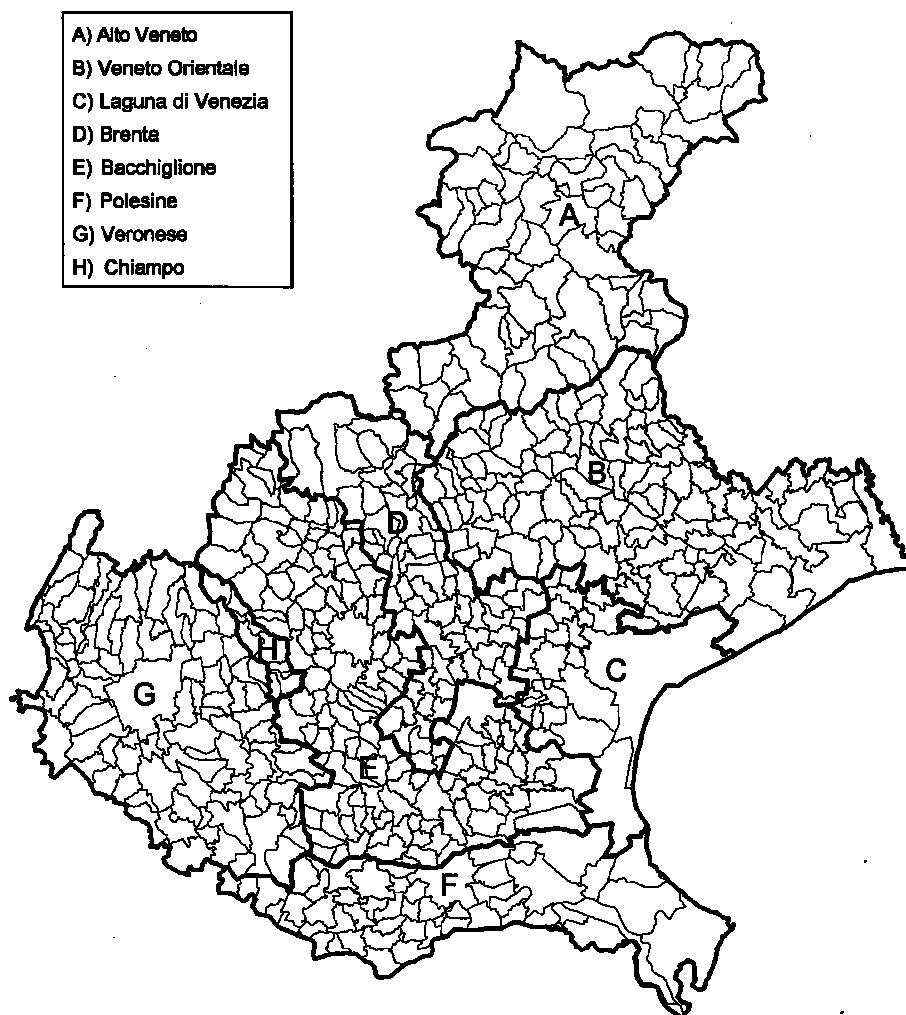 A) Alto Veneto
B) Veneto Orientale
C) Laguna di Venezia
D) Brenta
E) Bacchiglione
F) Polesine
G) Veronese
H) Chiampo
A
B
D
H
C
G
E
F